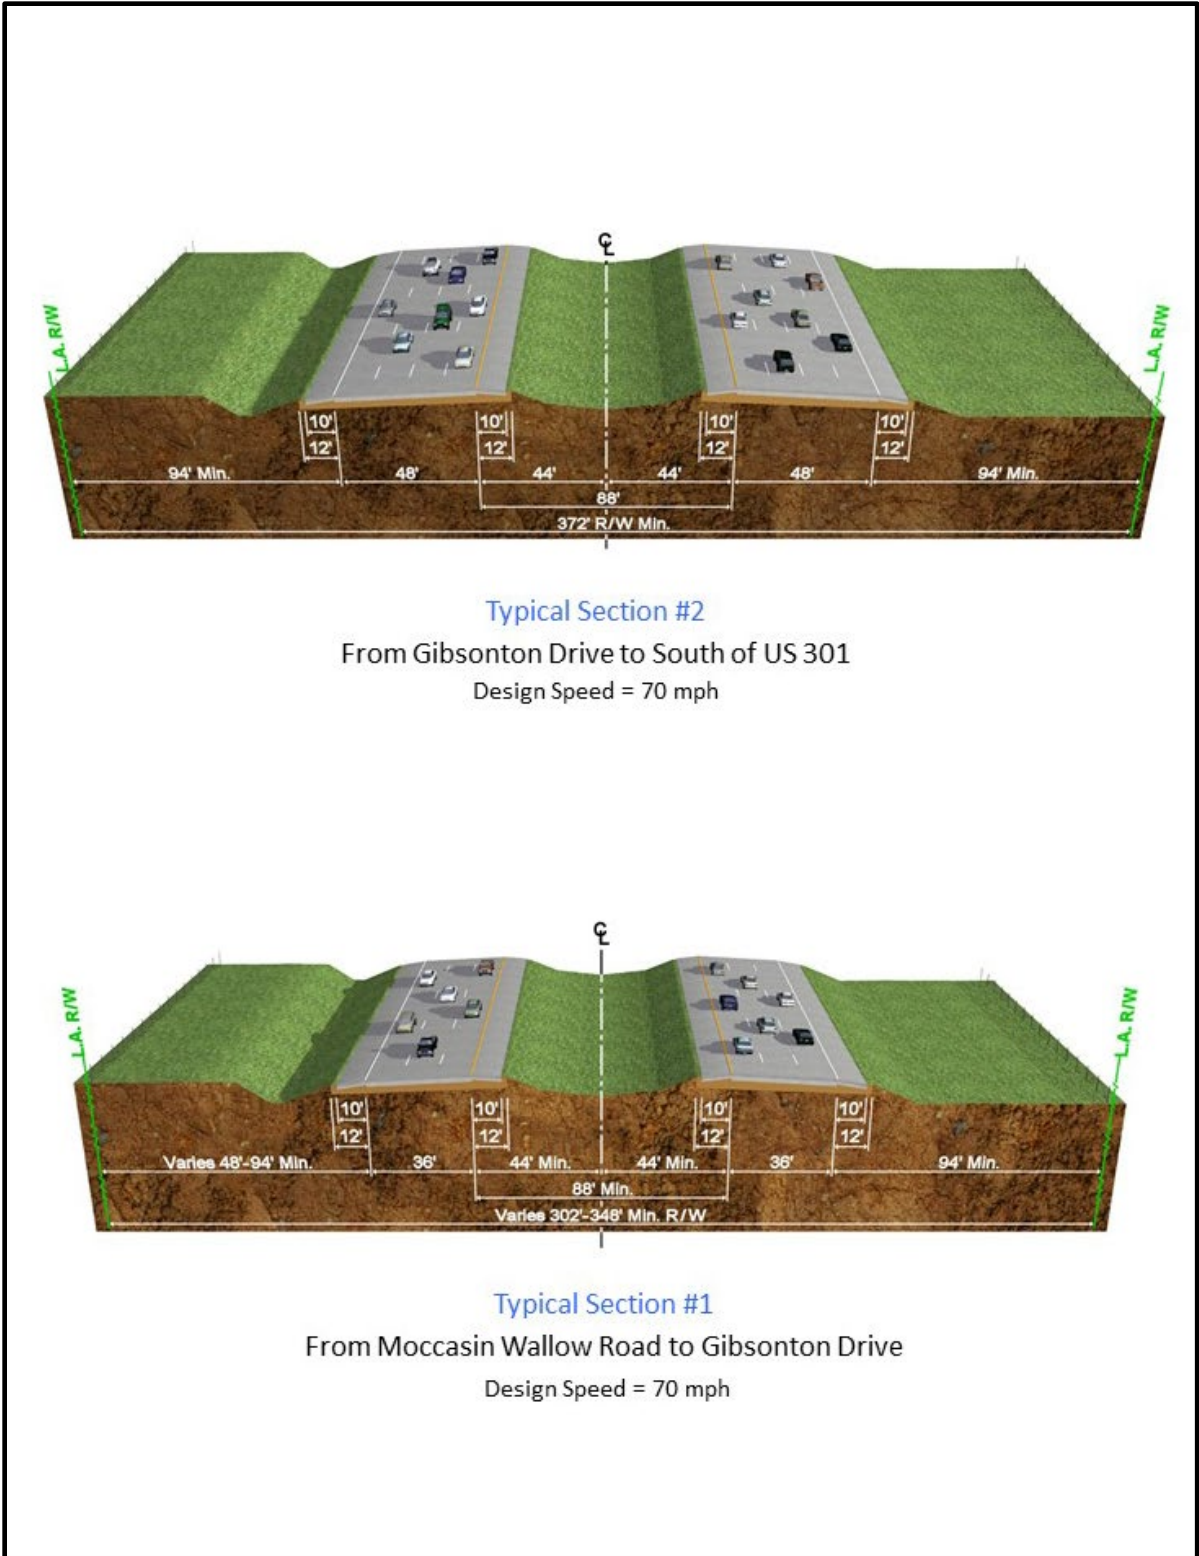 ℄
L.A. R/W
L.A. R/W
10' 10' 10' 10'
12' 12' 12' 12'
94' Min. 48' 44' 44' 48' 94' Min.
88'
372' R/W Min.
Typical Section #2
From Gibsonton Drive to South of US 301
Design Speed = 70 mph
℄
L.A. R/W
L.A. R/W
10' 10' 10' 10'
12' 12' 12' 12'
Varies 48'-94' Min. 36' 44' Min. 44' Min. 36' 94' Min.
88' Min.
Varies 302'-348' Min. R/W
Typical Section #1
From Moccasin Wallow Road to Gibsonton Drive
Design Speed = 70 mph